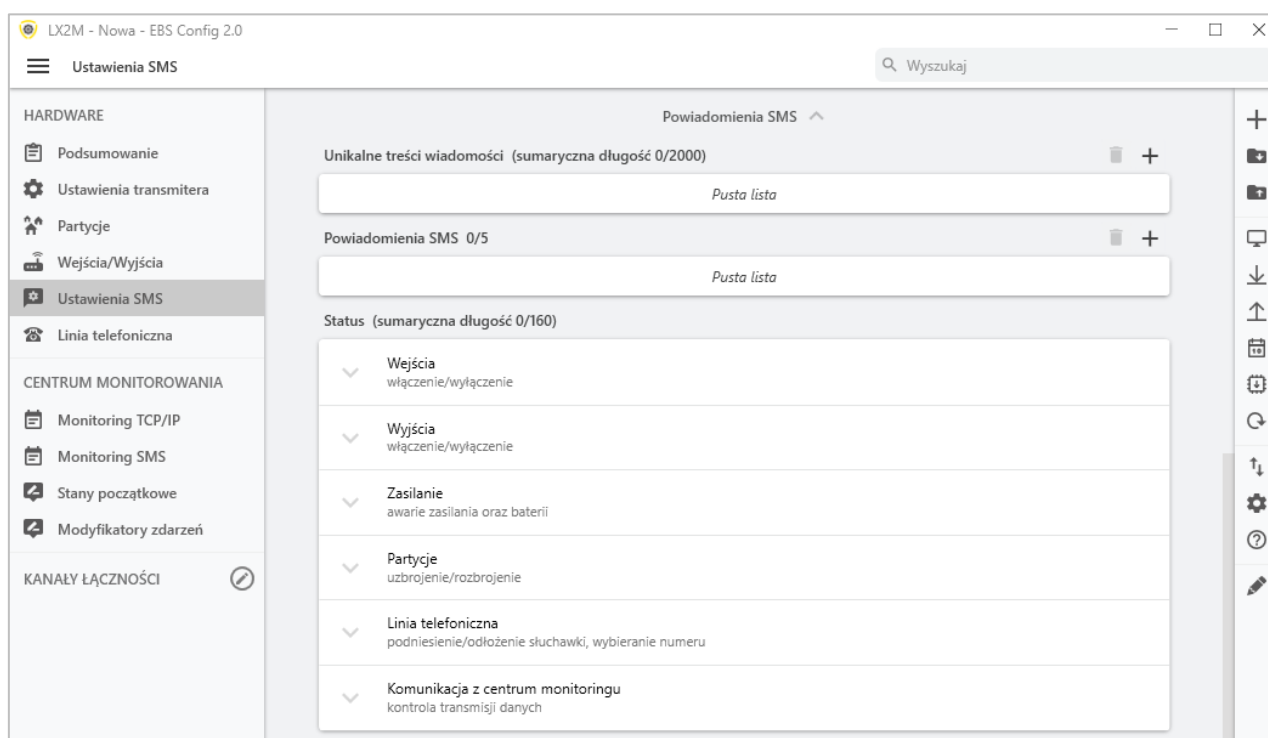 LX2M - Nowa - EBS Config 2.0
Ustawienia SMS
Wyszukaj
HARDWARE
Podsumowanie
Ustawienia transmitera
Partycje
Wejścia/Wyjścia
Ustawienia SMS
Linia telefoniczna
CENTRUM MONITOROWANIA
Monitoring TCP/IP
Monitoring SMS
Stany początkowe
Modyfikatory zdarzeń
KANAŁY ŁĄCZNOŚCI
Powiadomienia SMS
Unikalne treści wiadomości (sumaryczna długość 0/2000)
Pusta lista
Powiadomienia SMS 0/5
Pusta lista
Status (sumaryczna długość 0/160)
Wejścia
włączenie/wyłączenie
Wyjścia
włączenie/wyłączenie
Zasilanie
awarie zasilania oraz baterii
Partycje
uzbrojenie/rozbrojenie
Linia telefoniczna
podniesienie/odłożenie słuchawki, wybieranie numeru
Komunikacja z centrum monitoringu
kontrola transmisji danych